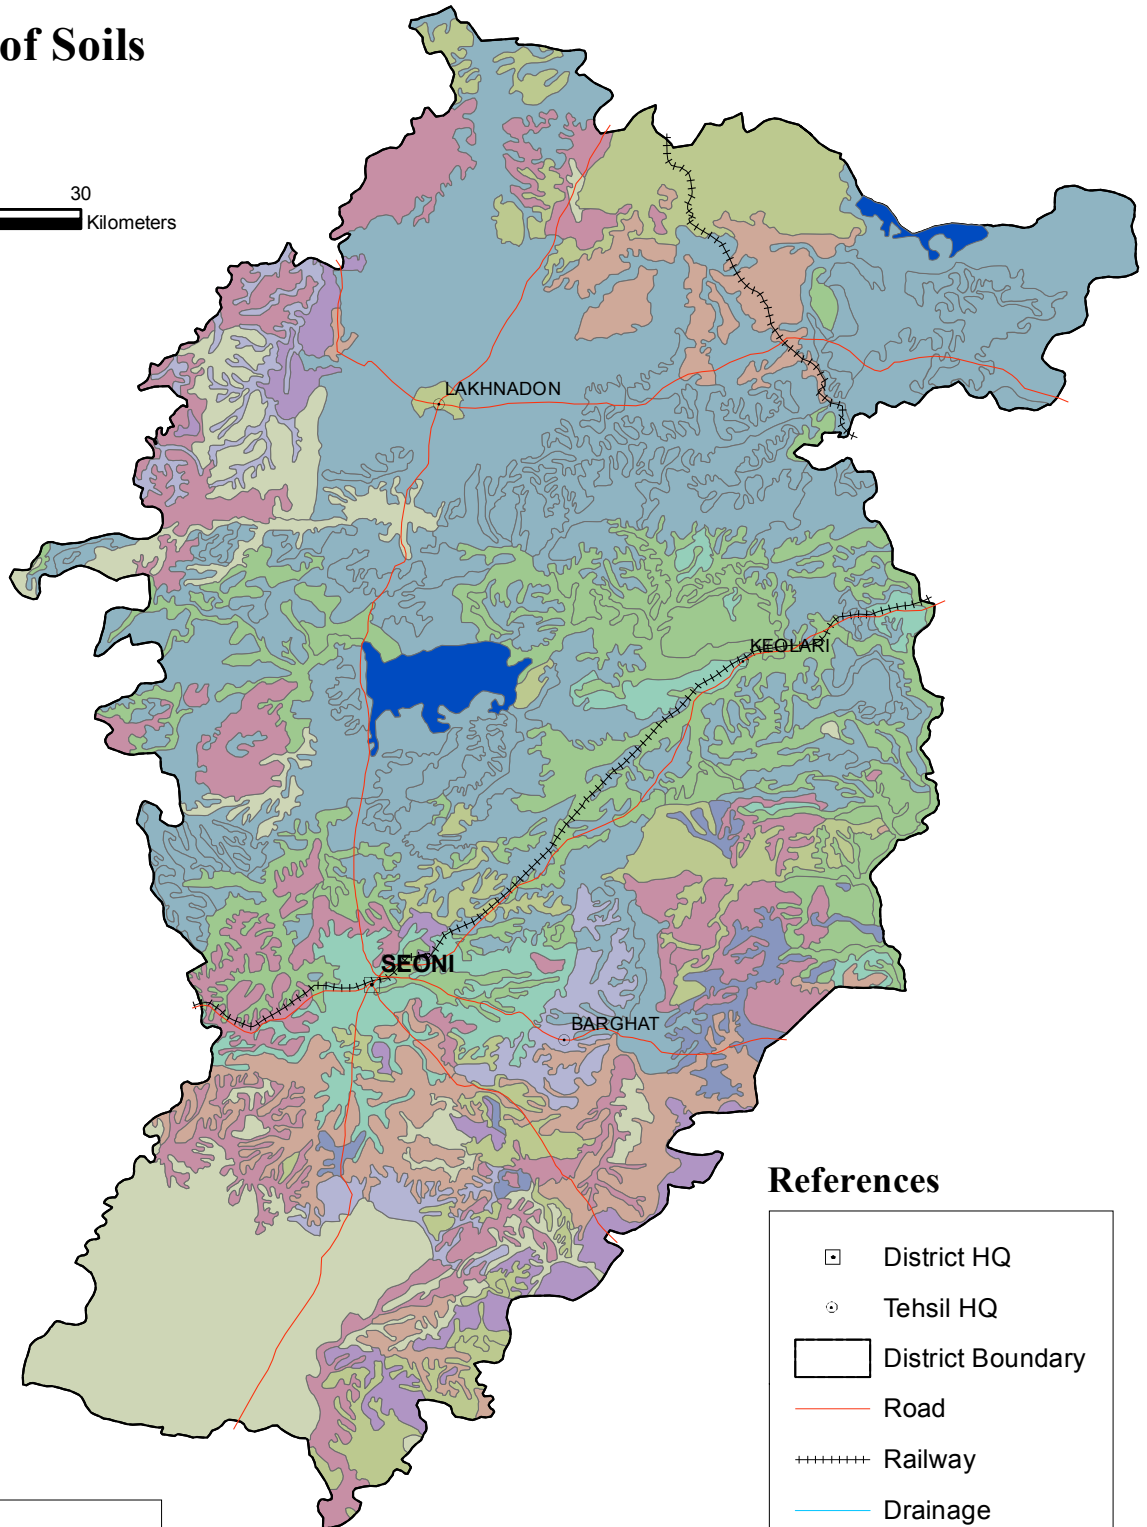 of Soils
30
Kilometers
LAKHNADON
KEOLARI
SEONI
BARGHAT
References
District HQ
Tehsil HQ
District Boundary
Road
Railway
Drainage